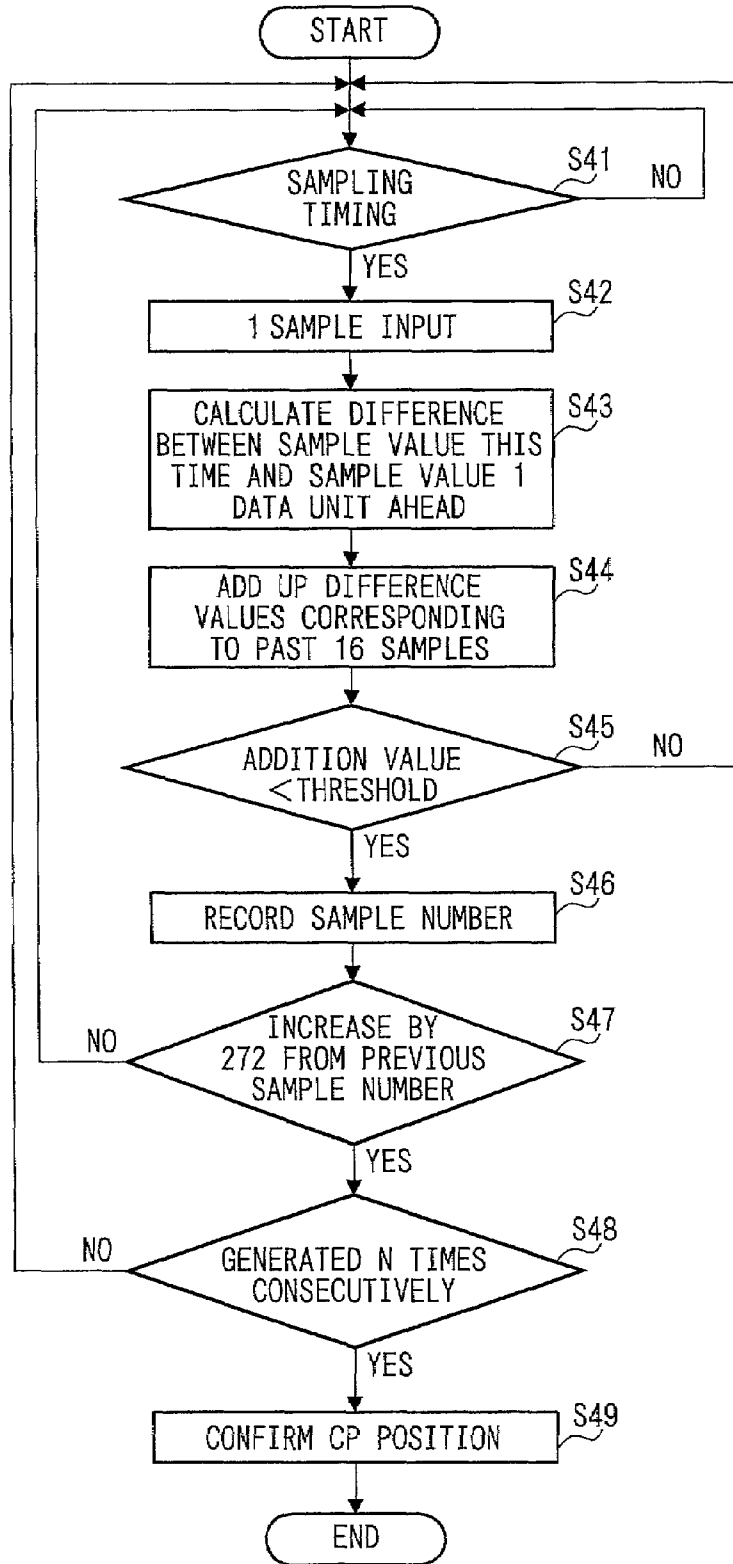 START
S41
SAMPLING
TIMING
NO
YES
S42
1 SAMPLE INPUT
S43
CALCULATE DIFFERENCE
BETWEEN SAMPLE VALUE THIS
TIME AND SAMPLE VALUE 1
DATA UNIT AHEAD
S44
ADD UP DIFFERENCE
VALUES CORRESPONDING
TO PAST 16 SAMPLES
S45
ADDITION VALUE
<THRESHOLD
NO
YES
S46
RECORD SAMPLE NUMBER
S47
INCREASE BY
272 FROM PREVIOUS
SAMPLE NUMBER
NO
YES
S48
GENERATED N TIMES
CONSECUTIVELY
NO
YES
S49
CONFIRM CP POSITION
END